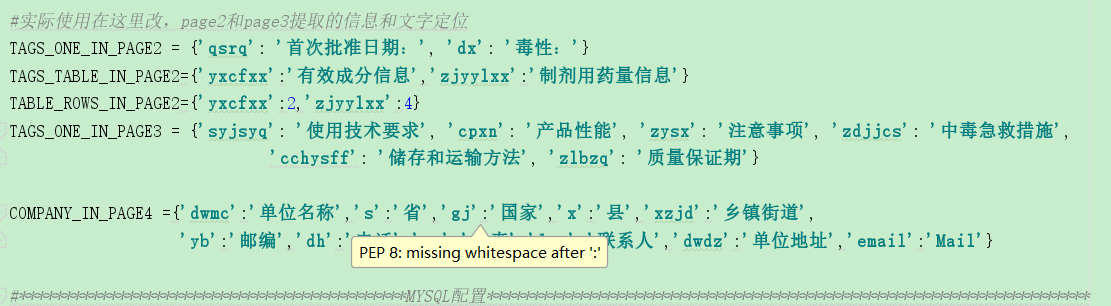 #实际使用在这里改，page2和page3提取的信息和文字定位
TAGS_ONE_IN_PAGE2 = {'qsrq': '首次批准日期：', 'dx': '毒性：'}
TAGS_TABLE_IN_PAGE2={'yxcfxx':'有效成分信息','zjyylxx':'制剂用药量信息'}
TABLE_ROWS_IN_PAGE2={'yxcfxx':2,'zjyylxx':4}
TAGS_ONE_IN_PAGE3 = {'syjsyq': '使用技术要求', 'cpxn': '产品性能', 'zysx': '注意事项', 'zdjjcs': '中毒急救措施',
'cchysff': '储存和运输方法', 'zlbzq': '质量保证期'}
COMPANY_IN_PAGE4 ={'dwmc':'单位名称','s':'省','gj':'国家','x':'县','xzjd':'乡镇街道',
'yb':'邮编','dh': 联系人','dwdz':'单位地址','email':'Mail'}
PEP 8: missing whitespace after ':'
#*******************************************MYSQL配置*******************************************************************